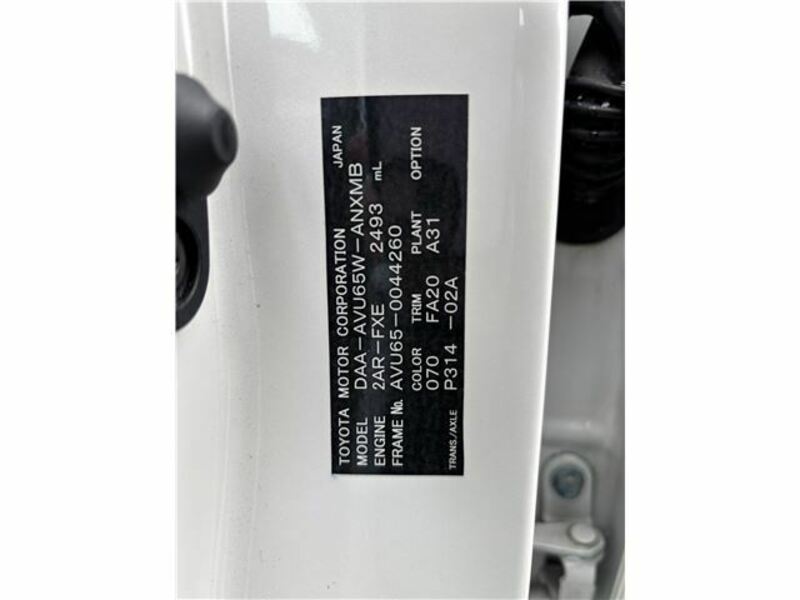 TOYOTA MOTOR CORPORATION JAPAN
MODEL DAA-AVU65W-ANXMB
ENGINE 2AR-FXE 2493 mL
FRAME No. AVU65-0044260
COLOR TRIM PLANT OPTION
070 FA20 A31
TRANS./AXLE P314 -02A